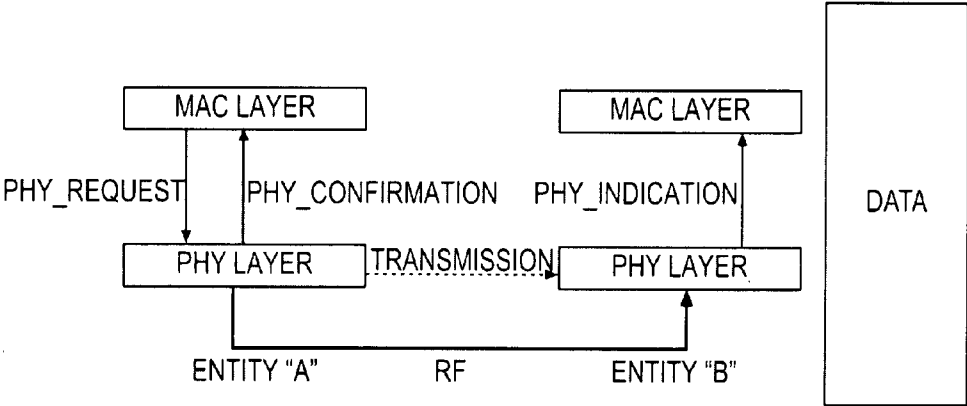 MAC LAYER
MAC LAYER
PHY_REQUEST
PHY_CONFIRMATION
PHY_INDICATION
DATA
PHY LAYER
TRANSMISSION
PHY LAYER
ENTITY “A”
RF
ENTITY “B”